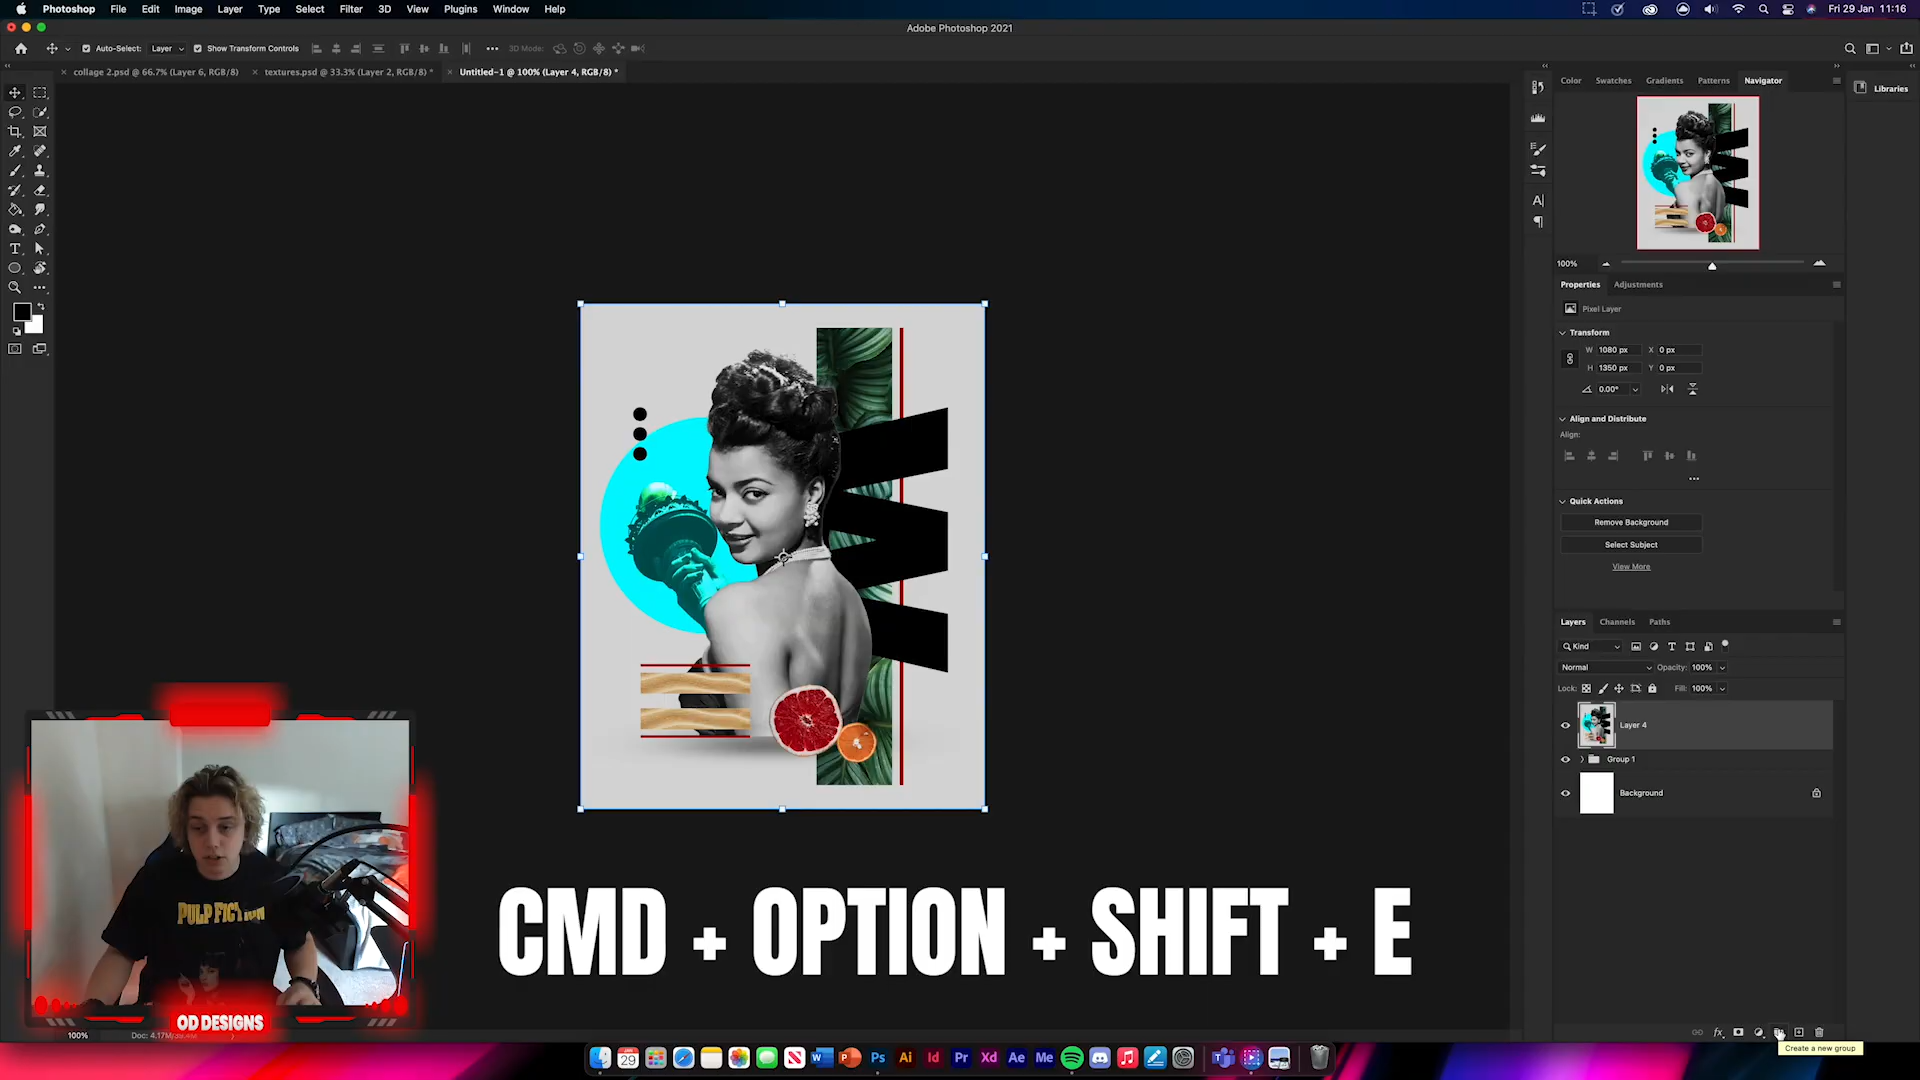 Photoshop File Edit Image Layer Type Select Filter 3D View Plugins Window Help Fri 29 Jan 11:16
Adobe Photoshop 2021
Auto-Select: Layer Show Transform Controls 3D Mode:
collage 2.psd @ 66.7% (Layer 6, RGB/8) textures.psd @ 33.3% (Layer 2, RGB/8) * Untitled-1 @ 100% (Layer 4, RGB/8) *
Color Swatches Gradients Patterns Navigator
Libraries
100%
Properties Adjustments
Pixel Layer
Transform
W 1080 px X 0 px
H 1350 px Y 0 px
0.00°
Align and Distribute
Align:
Quick Actions
Remove Background
Select Subject
View More
Layers Channels Paths
Kind
Normal Opacity: 100%
Lock: Fill: 100%
Layer 4
Group 1
Background
PULP FICTION
CMD + OPTION + SHIFT + E
OD DESIGNS
100%
Create a new group